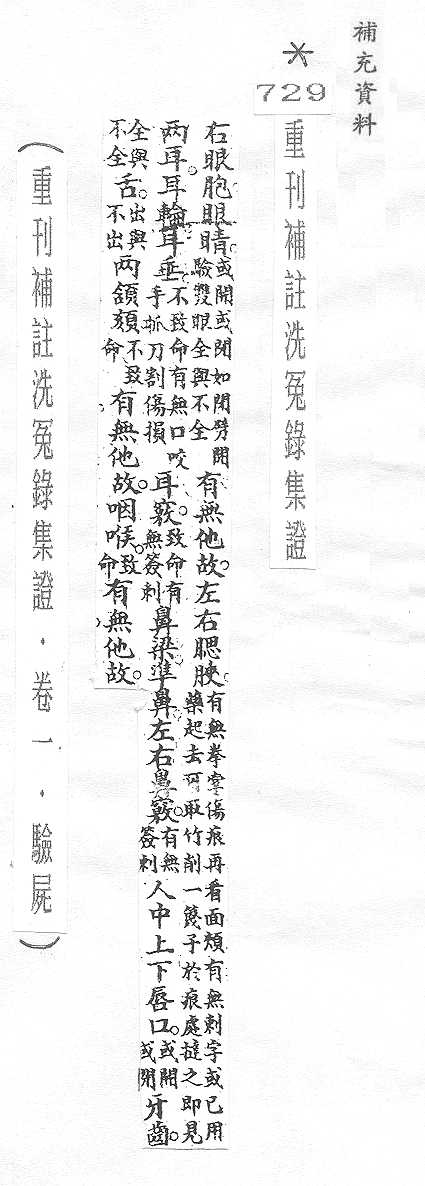 補充資料
*
729
重刊補註洗冤錄集證
右眼胞眼睛。或開或閉如閉劈開驗雙眼全與不全有無他故。左右腮脥。有無拳擊傷痕再看面頰有無刺字或已用藥起去可取竹削一篾子於痕處撻之即見
两耳。耳輪耳垂不致命有無口咬手抓刀割傷損耳竅。致命有無簽刺鼻梁準鼻左右鼻竅。有無簽刺人中上下唇口。或開或閉牙齒。
全與不全舌。出與不出两頷頦不致命有無他故。咽喉。致命有無他故。
（重刊補註洗冤錄集證．卷一．驗屍）